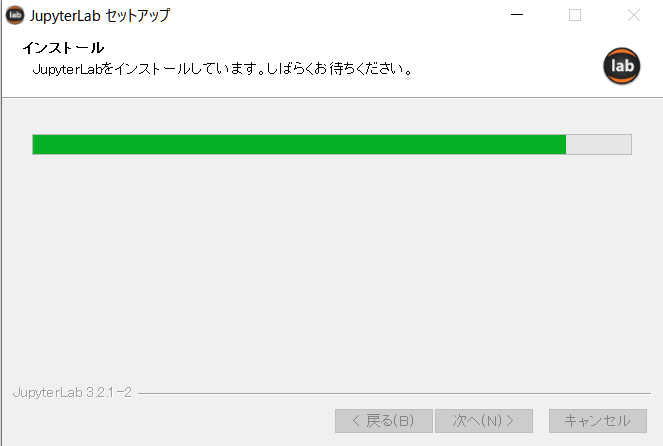 lab JupyterLab セットアップ
インストール
JupyterLabをインストールしています。しばらくお待ちください。
lab
JupyterLab 3.2.1-2
< 戻る(B) 次へ(N) > キャンセル